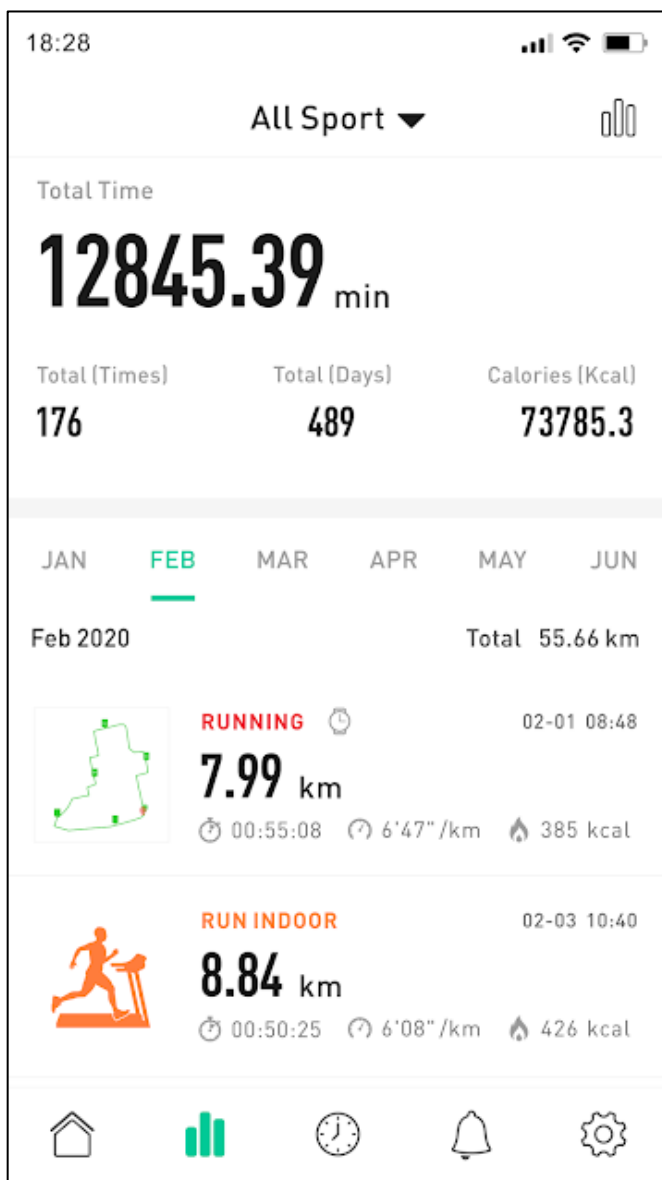 18:28
All Sport
Total Time
12845.39 min
Total (Times) Total (Days) Calories (Kcal)
176 489 73785.3
JAN FEB MAR APR MAY JUN
Feb 2020 Total 55.66 km
RUNNING 02-01 08:48
7.99 km
00:55:08 6'47"/km 385 kcal
RUN INDOOR 02-03 10:40
8.84 km
00:50:25 6'08"/km 426 kcal